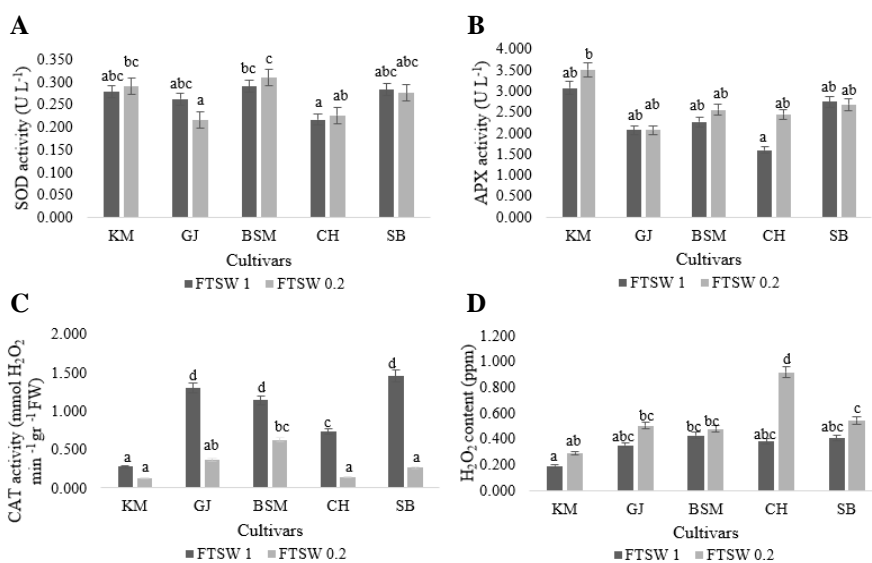 A
SOD activity (U L-1)
0.350
0.300
0.250
0.200
0.150
0.100
0.050
0.000
abc bc
abc a
bc c
a ab
abc abc
KM GJ BSM CH SB
Cultivars
FTSW 1 FTSW 0.2
B
APX activity (U L-1)
4.000
3.500
3.000
2.500
2.000
1.500
1.000
0.500
0.000
ab b
ab ab
ab ab
a ab
ab ab
KM GJ BSM CH SB
Cultivars
FTSW 1 FTSW 0.2
C
CAT activity (mmol H2O2
min -1 gr -1 FW)
2.000
1.500
1.000
0.500
0.000
a a
d ab
d bc
c a
d a
KM GJ BSM CH SB
Cultivars
FTSW 1 FTSW 0.2
D
H2O2 content (ppm)
1.200
1.000
0.800
0.600
0.400
0.200
0.000
a ab
abc bc
bc bc
abc d
abc c
KM GJ BSM CH SB
Cultivars
FTSW 1 FTSW 0.2